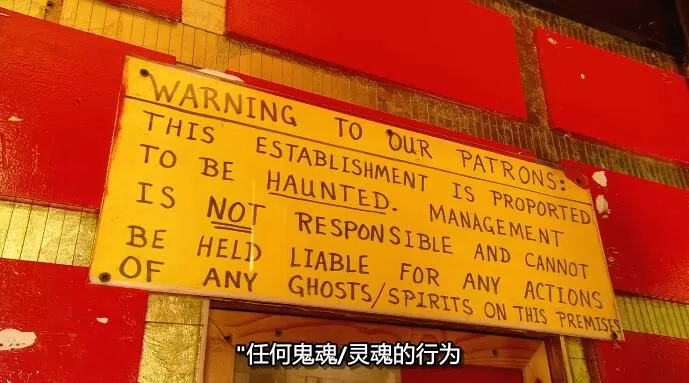 WARNING TO OUR PATRONS:
THIS ESTABLISHMENT IS PROPORTED
TO BE HAUNTED. MANAGEMENT
IS NOT RESPONSIBLE AND CANNOT
BE HELD LIABLE FOR ANY ACTIONS
OF ANY GHOSTS/SPIRITS ON THIS PREMISES
"任何鬼魂/灵魂的行为